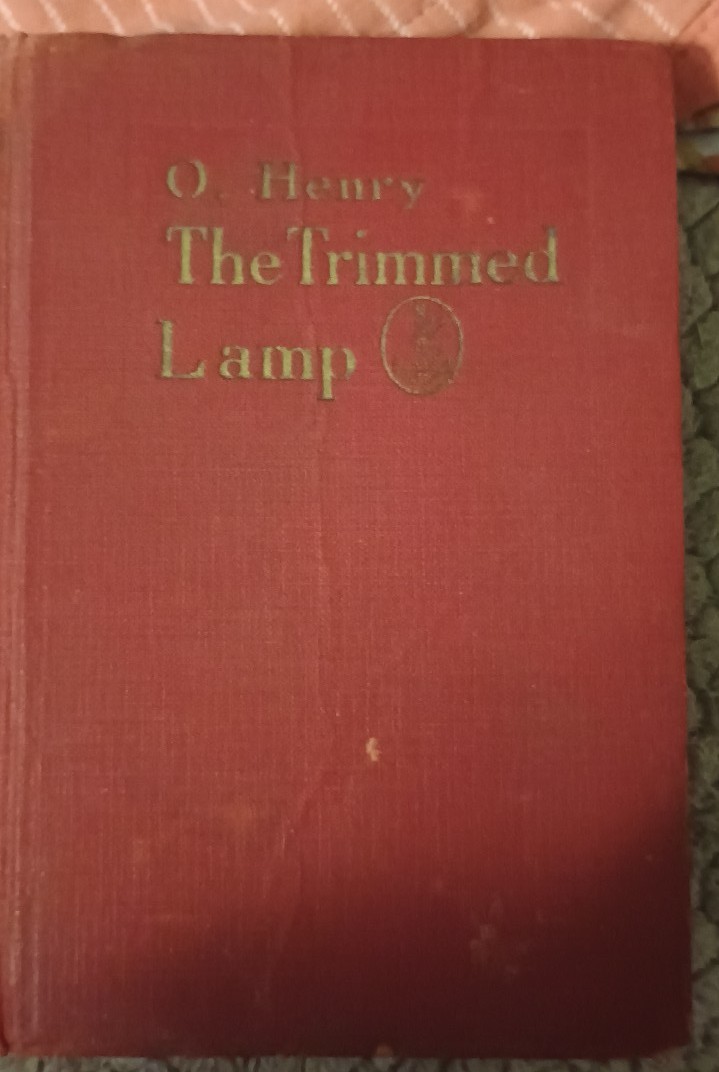 O. Henry
The Trimmed
Lamp